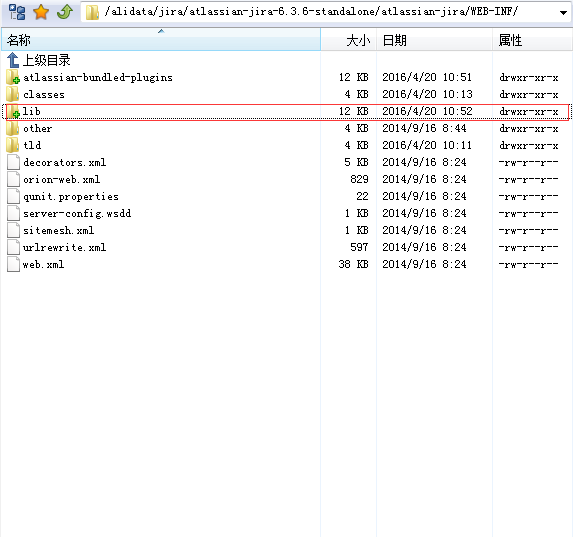 /alidata/jira/atlassian-jira-6.3.6-standalone/atlassian-jira/WEB-INF/
名称 大小 日期 属性
上级目录
atlassian-bundled-plugins 12 KB 2016/4/20 10:51 drwxr-xr-x
classes 4 KB 2016/4/20 10:13 drwxr-xr-x
lib 12 KB 2016/4/20 10:52 drwxr-xr-x
other 4 KB 2014/9/16 8:44 drwxr-xr-x
tld 4 KB 2016/4/20 10:11 drwxr-xr-x
decorators.xml 5 KB 2014/9/16 8:24 -rw-r--r--
orion-web.xml 829 2014/9/16 8:24 -rw-r--r--
qunit.properties 22 2014/9/16 8:24 -rw-r--r--
server-config.wsdd 1 KB 2014/9/16 8:24 -rw-r--r--
sitemesh.xml 1 KB 2014/9/16 8:24 -rw-r--r--
urlrewrite.xml 597 2014/9/16 8:24 -rw-r--r--
web.xml 38 KB 2014/9/16 8:24 -rw-r--r--